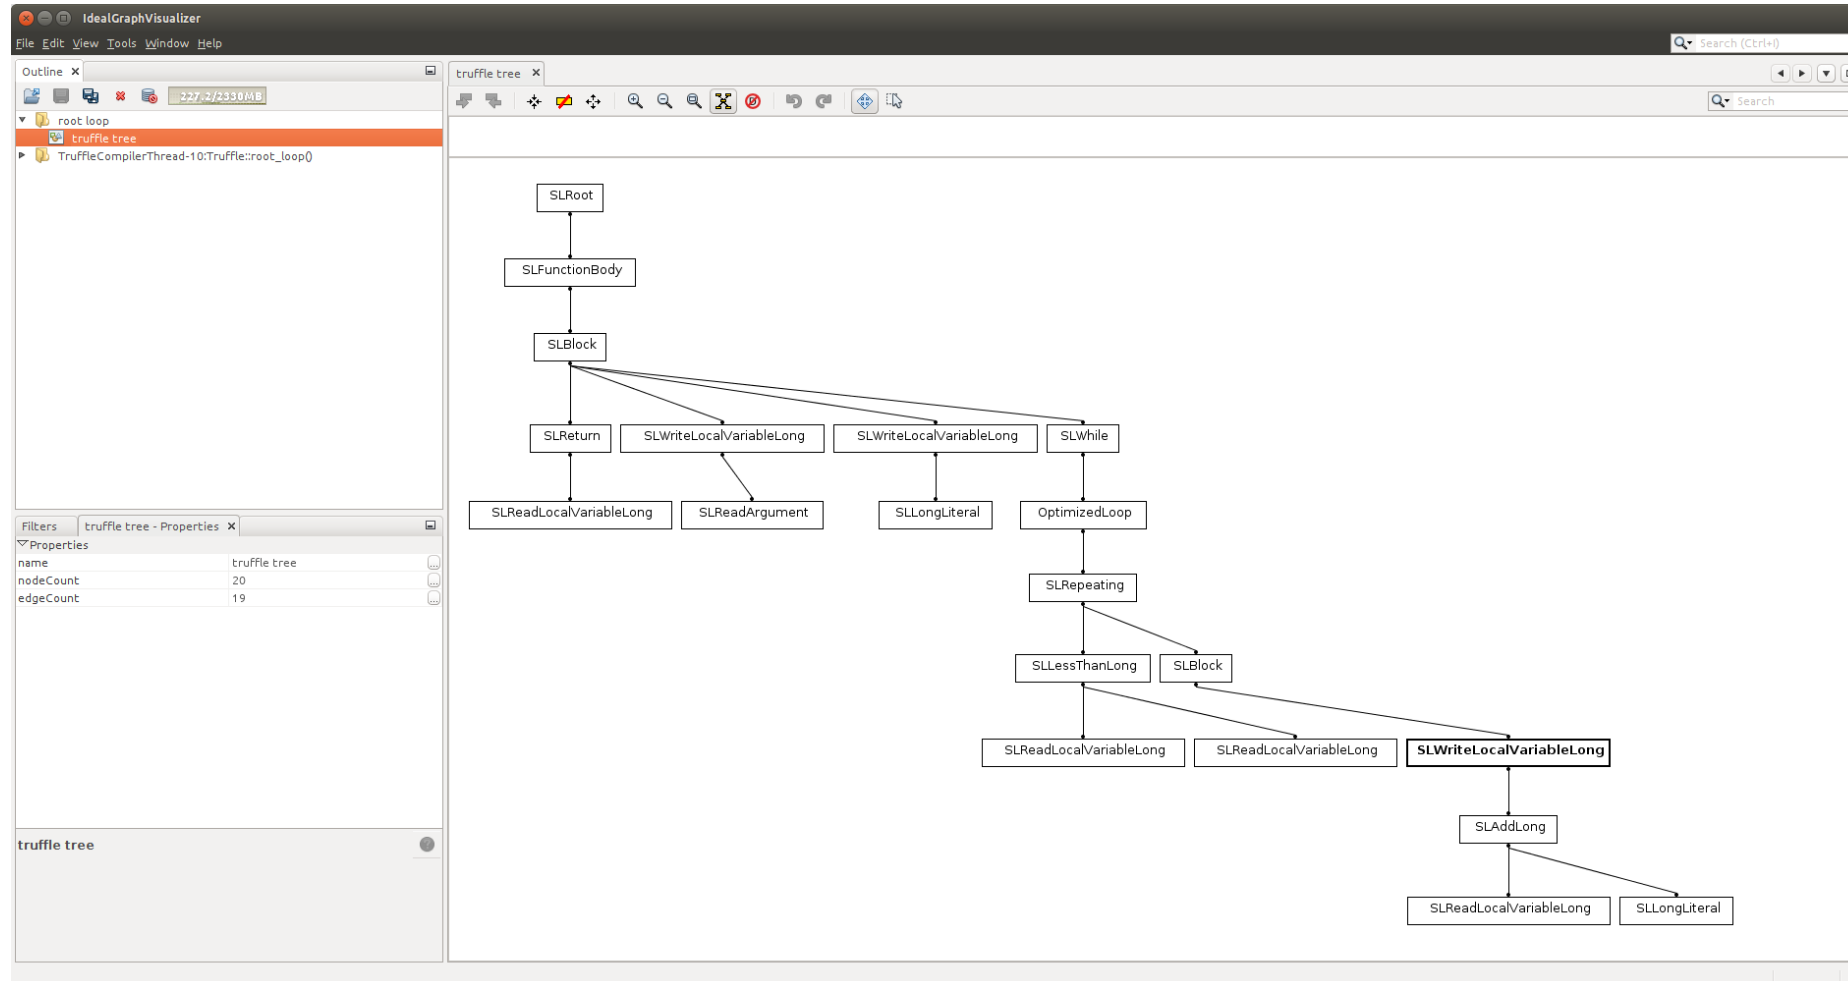 IdealGraphVisualizer
File Edit View Tools Window Help
Search (Ctrl+I)
Outline
227.2/2330MB
root loop
truffle tree
TruffleCompilerThread-10:Truffle::root_loop()
Filters truffle tree - Properties
Properties
name truffle tree
nodeCount 20
edgeCount 19
truffle tree
truffle tree
Search
SLRoot
SLFunctionBody
SLBlock
SLReturn SLWriteLocalVariableLong SLWriteLocalVariableLong SLWhile
SLReadLocalVariableLong SLReadArgument SLLongLiteral OptimizedLoop
SLRepeating
SLLessThanLong SLBlock
SLReadLocalVariableLong SLReadLocalVariableLong SLWriteLocalVariableLong
SLAddLong
SLReadLocalVariableLong SLLongLiteral